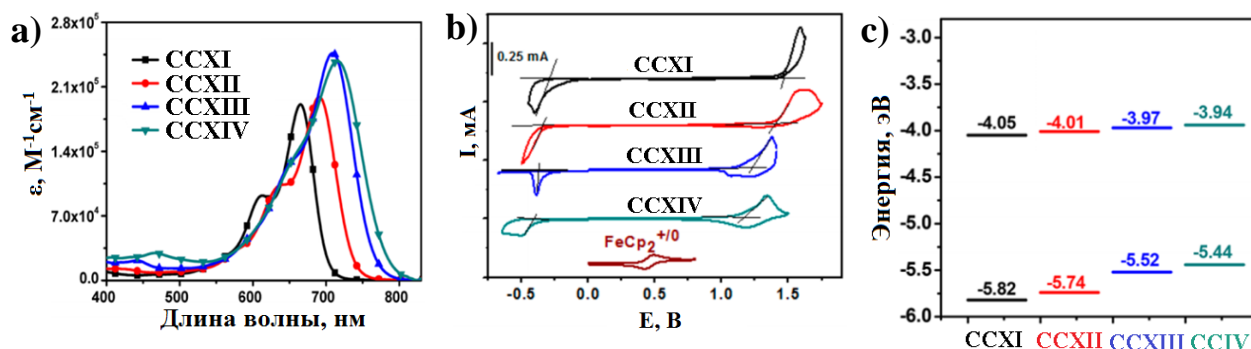 a)
ε, М⁻¹см⁻¹
2.8x10⁵
2.1x10⁵
1.4x10⁵
7.0x10⁴
0.0
CCXI
CCXII
CCXIII
CCXIV
400 500 600 700 800
Длина волны, нм
b)
0.25 mA
I, мА
CCXI
CCXII
CCXIII
CCXIV
FeCp₂⁺/⁰
-0.5 0.0 0.5 1.0 1.5
E, В
c)
Энергия, эВ
-3.0
-3.5
-4.0
-4.5
-5.0
-5.5
-6.0
-4.05 -4.01 -3.97 -3.94
-5.82 -5.74 -5.52 -5.44
CCXI CCXII CCXIII CCIV